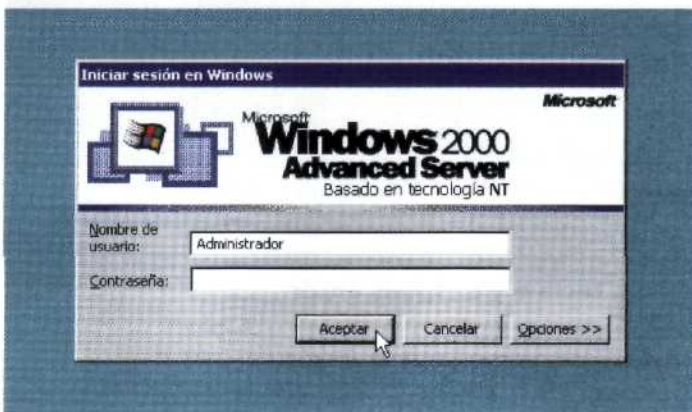 Iniciar sesión en Windows
Microsoft
Microsoft
Windows 2000
Advanced Server
Basado en tecnología NT
Nombre de
usuario:
Administrador
Contraseña:
Aceptar Cancelar Opciones >>